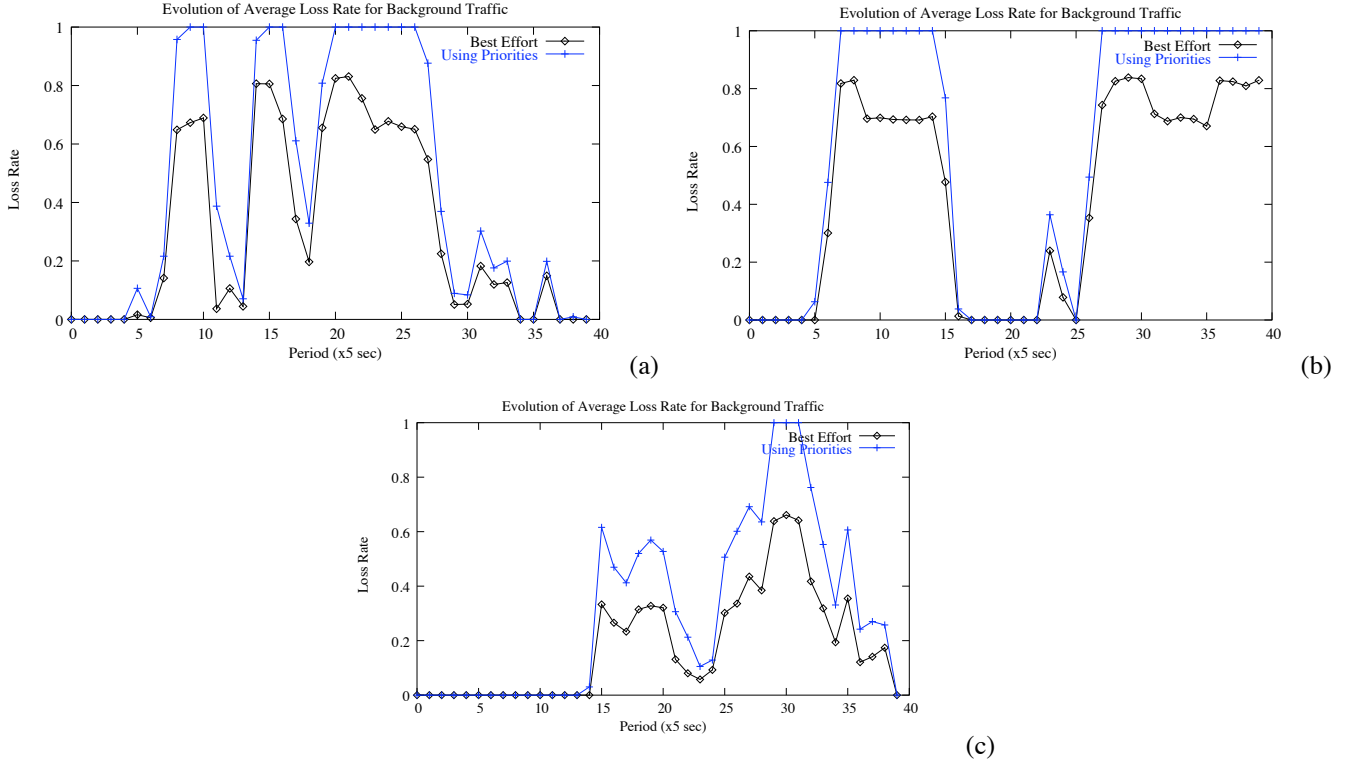 Evolution of Average Loss Rate for Background Traffic
1
0.8
0.6
0.4
0.2
0
Loss Rate
Best Effort
Using Priorities
0 5 10 15 20 25 30 35 40
Period (x5 sec)
(a)
Evolution of Average Loss Rate for Background Traffic
1
0.8
0.6
0.4
0.2
0
Loss Rate
Best Effort
Using Priorities
0 5 10 15 20 25 30 35 40
Period (x5 sec)
(b)
Evolution of Average Loss Rate for Background Traffic
1
0.8
0.6
0.4
0.2
0
Loss Rate
Best Effort
Using Priorities
0 5 10 15 20 25 30 35 40
Period (x5 sec)
(c)